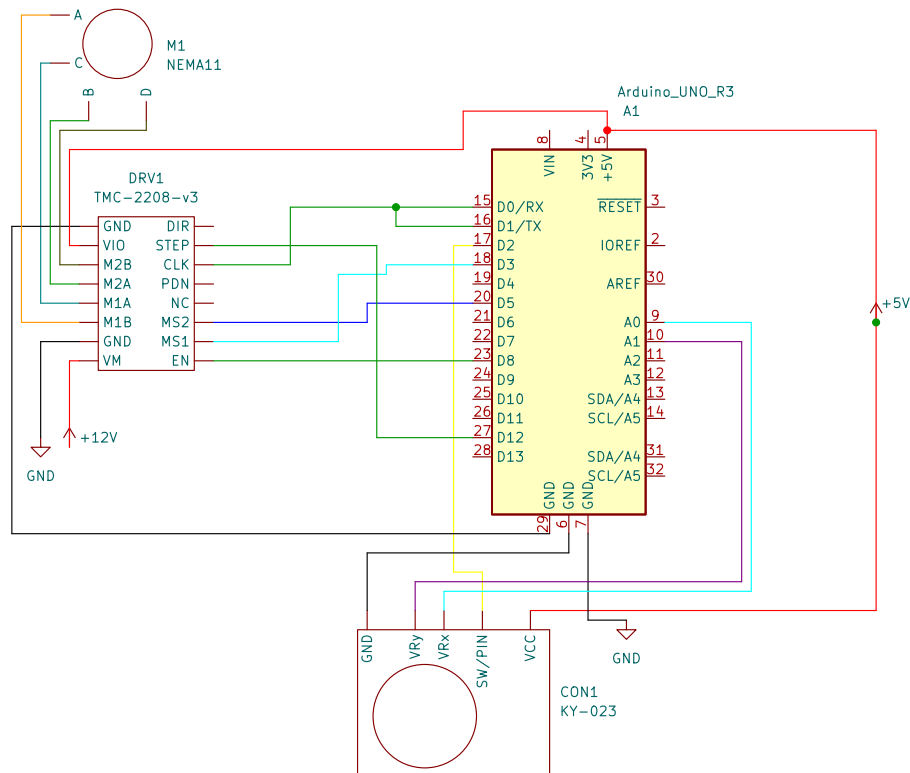 A
M1
NEMA11
C
B
D
Arduino_UNO_R3
A1
8
4
5
VIN
3V3
+5V
DRV1
TMC-2208-v3
GND
VIO
M2B
M2A
M1A
M1B
GND
VM
DIR
STEP
CLK
PDN
NC
MS2
MS1
EN
+12V
GND
15
16
17
18
19
20
21
22
23
24
25
26
27
28
D0/RX
D1/TX
D2
D3
D4
D5
D6
D7
D8
D9
D10
D11
D12
D13
RESET
IOREF
AREF
A0
A1
A2
A3
SDA/A4
SCL/A5
SDA/A4
SCL/A5
3
2
30
9
10
11
12
13
14
31
32
+5V
GND
GND
GND
29
6
7
GND
GND
VRy
VRx
SW/PIN
VCC
CON1
KY-023